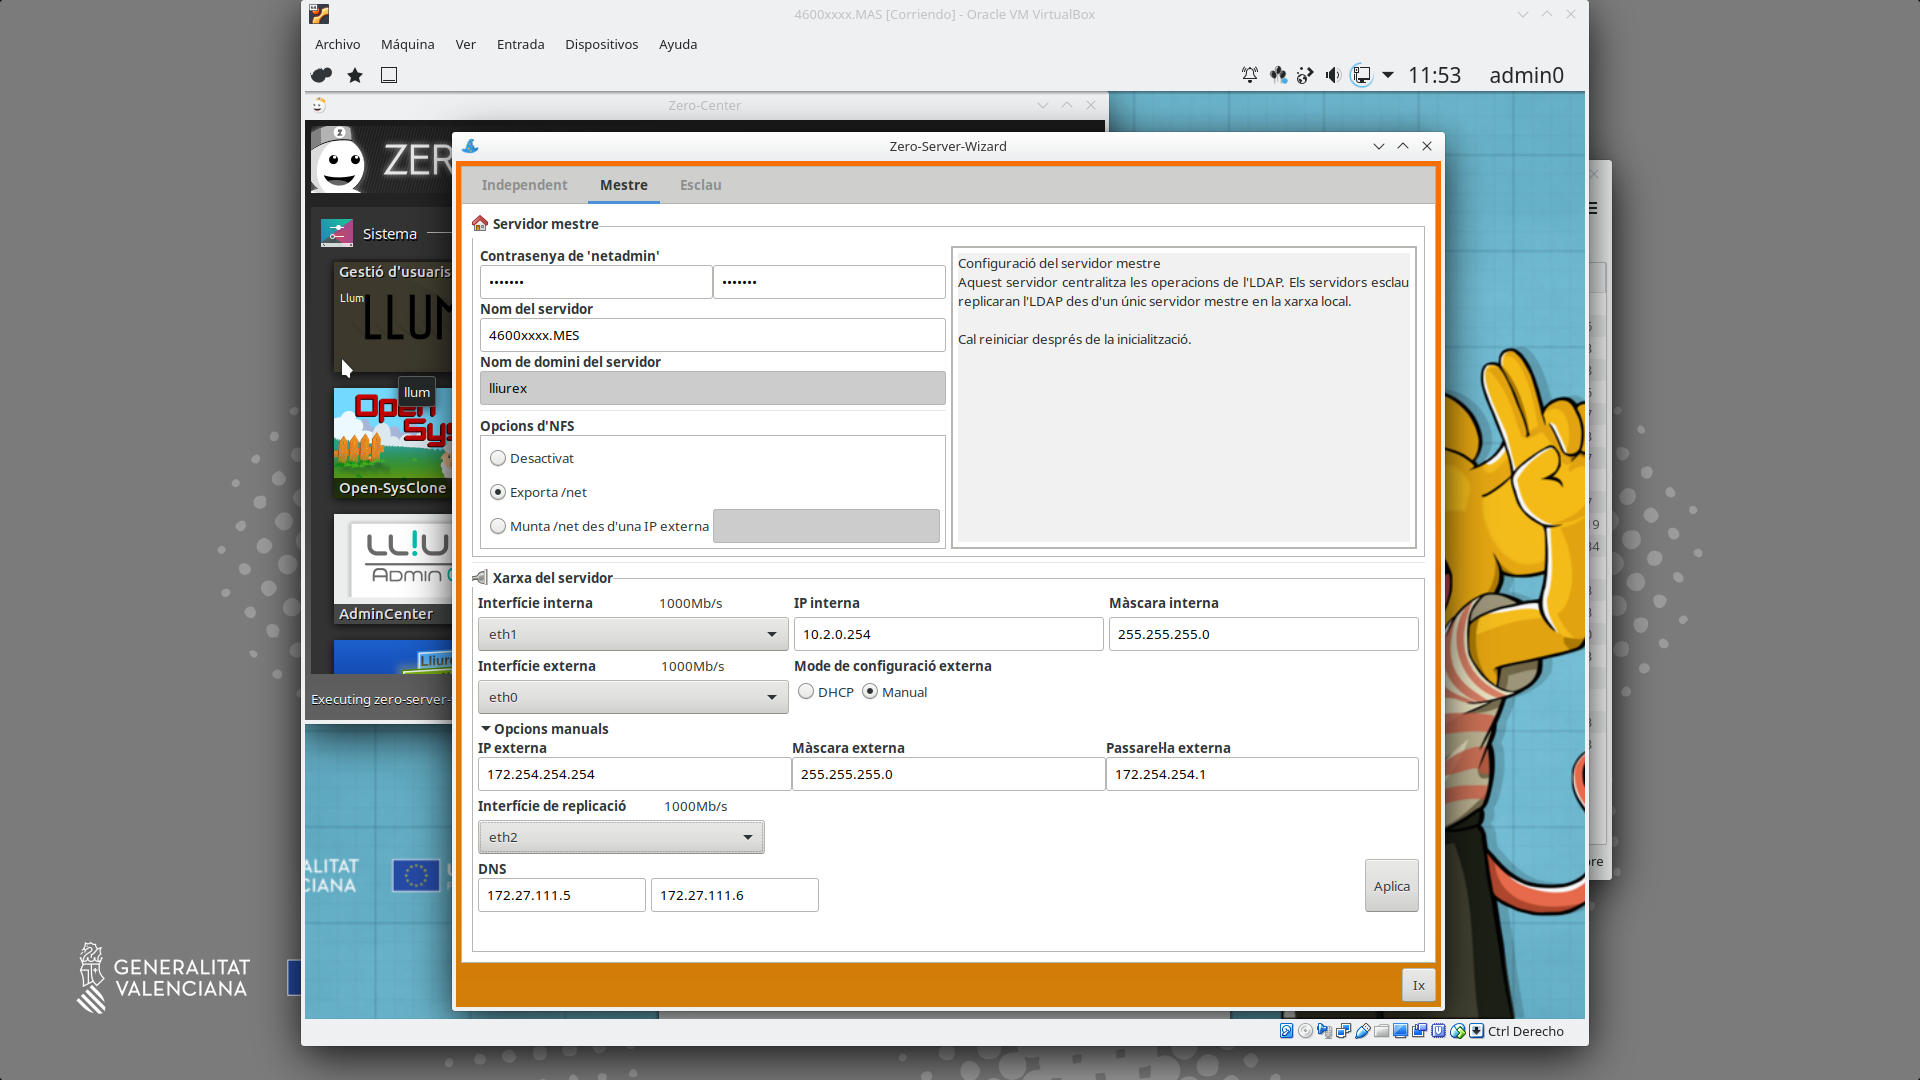 4600xxxx.MAS [Corriendo] - Oracle VM VirtualBox
Archivo Máquina Ver Entrada Dispositivos Ayuda
11:53 admin0
Zero-Center
ZER
Zero-Server-Wizard
Independent Mestre Esclau
Sistema
Gestió d'usuaris
Llum
LLUM
llum
Open
Sys
Open-SysClone
LL!U
ADMIN
AdminCenter
Lliure
Executing zero-server-
Servidor mestre
Contrasenya de 'netadmin'
••••••• •••••••
Nom del servidor
4600xxxx.MES
Nom de domini del servidor
lliurex
Opcions d'NFS
Desactivat
Exporta /net
Munta /net des d'una IP externa
Configuració del servidor mestre
Aquest servidor centralitza les operacions de l'LDAP. Els servidors esclau
replicaran l'LDAP des d'un únic servidor mestre en la xarxa local.
Cal reiniciar després de la inicialització.
Xarxa del servidor
Interfície interna 1000Mb/s IP interna Màscara interna
eth1 10.2.0.254 255.255.255.0
Interfície externa 1000Mb/s Mode de configuració externa
eth0 DHCP Manual
Opcions manuals
IP externa Màscara externa Passarel·la externa
172.254.254.254 255.255.255.0 172.254.254.1
Interfície de replicació 1000Mb/s
eth2
DNS
172.27.111.5 172.27.111.6
Aplica
Ix
ALITAT
CIANA
GENERALITAT
VALENCIANA
Ctrl Derecho